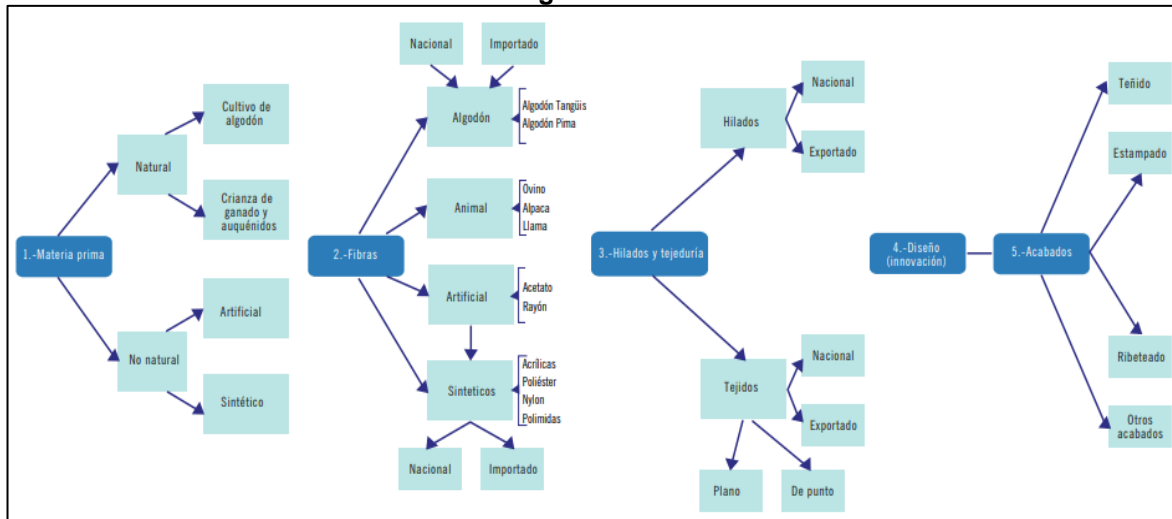 Nacional
Importado
Cultivo de
algodón
Algodón
Algodón Tangüis
Algodón Pima
Natural
Crianza de
ganado y
auquénidos
Animal
Ovino
Alpaca
Llama
1.-Materia prima
2.-Fibras
Artificial
No natural
Sintético
Artificial
Acetato
Rayón
Sinteticos
Acrílicas
Poliéster
Nylon
Polimidas
Nacional
Importado
Hilados
Nacional
Exportado
3.-Hilados y tejeduría
Tejidos
Nacional
Exportado
Plano
De punto
4.-Diseño
(innovación)
5.-Acabados
Teñido
Estampado
Ribeteado
Otros
acabados